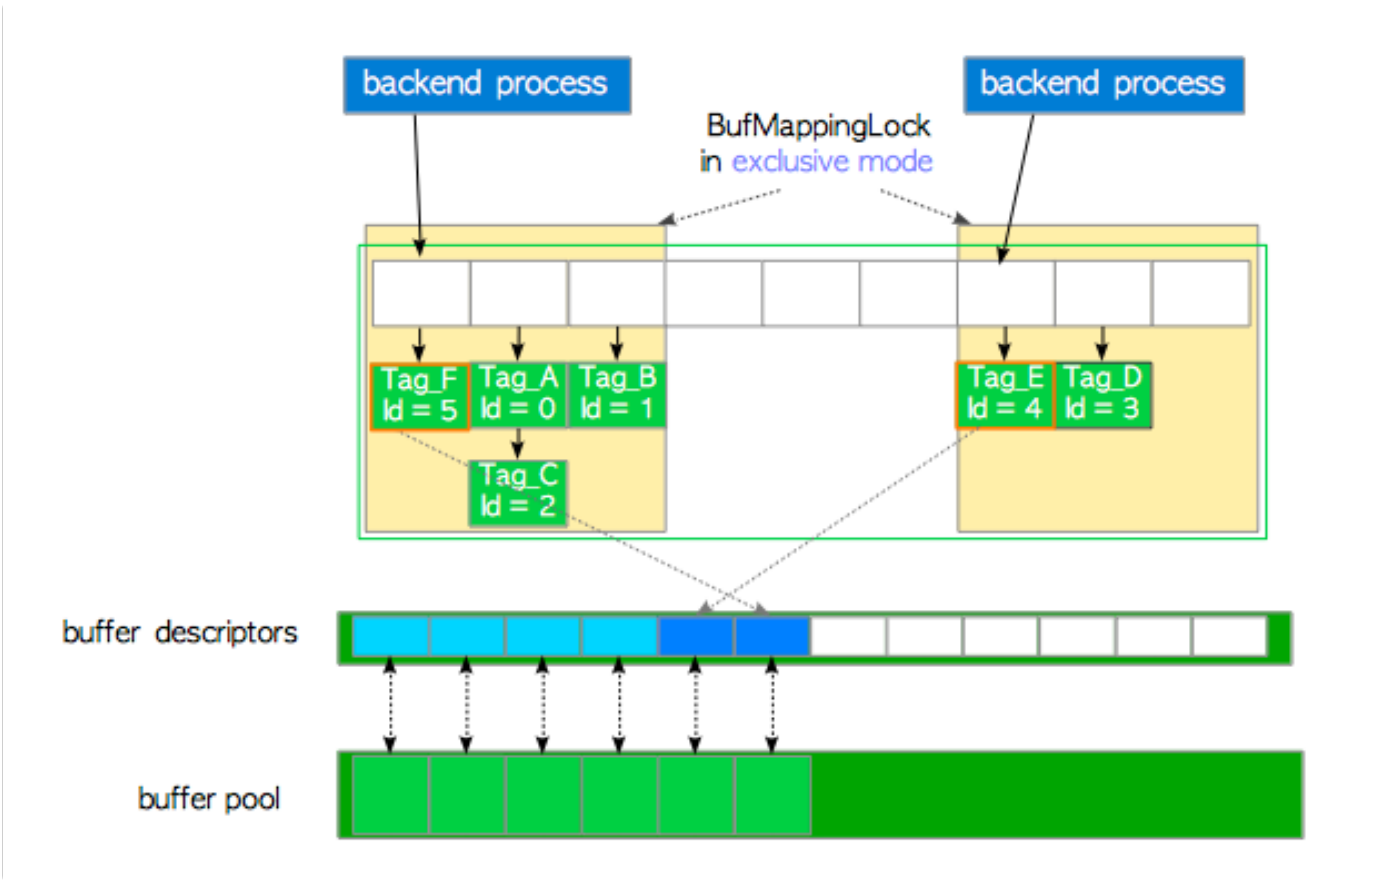 backend process
backend process
BufMappingLock
in exclusive mode
Tag_F
Id = 5
Tag_A
Id = 0
Tag_B
Id = 1
Tag_E
Id = 4
Tag_D
Id = 3
Tag_C
Id = 2
buffer descriptors
buffer pool